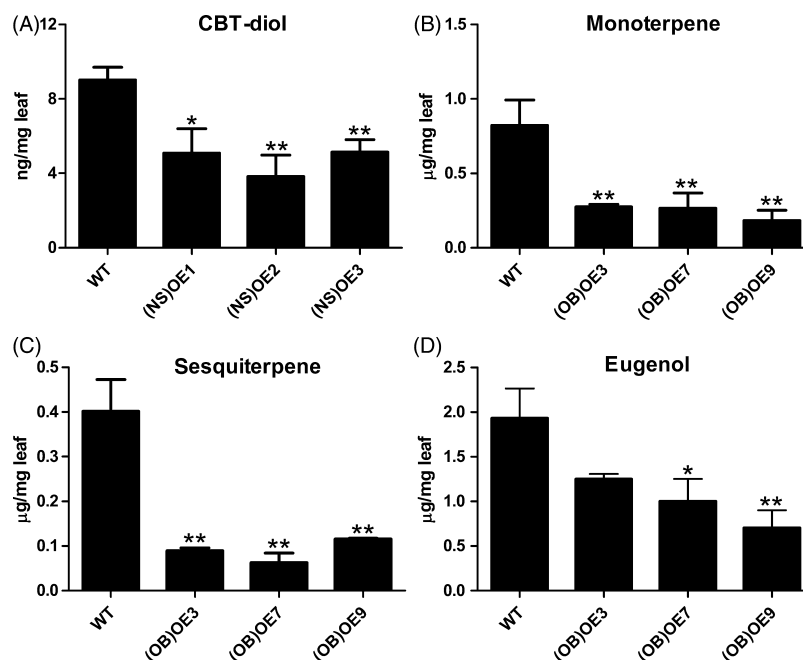 (A)
CBT-diol
ng/mg leaf
12
8
4
0
*
**
**
WT
(NS)OE1
(NS)OE2
(NS)OE3
(B)
Monoterpene
µg/mg leaf
1.5
1.0
0.5
0.0
**
**
**
WT
(OB)OE3
(OB)OE7
(OB)OE9
(C)
Sesquiterpene
µg/mg leaf
0.5
0.4
0.3
0.2
0.1
0.0
**
**
**
WT
(OB)OE3
(OB)OE7
(OB)OE9
(D)
Eugenol
µg/mg leaf
2.5
2.0
1.5
1.0
0.5
0.0
*
**
WT
(OB)OE3
(OB)OE7
(OB)OE9